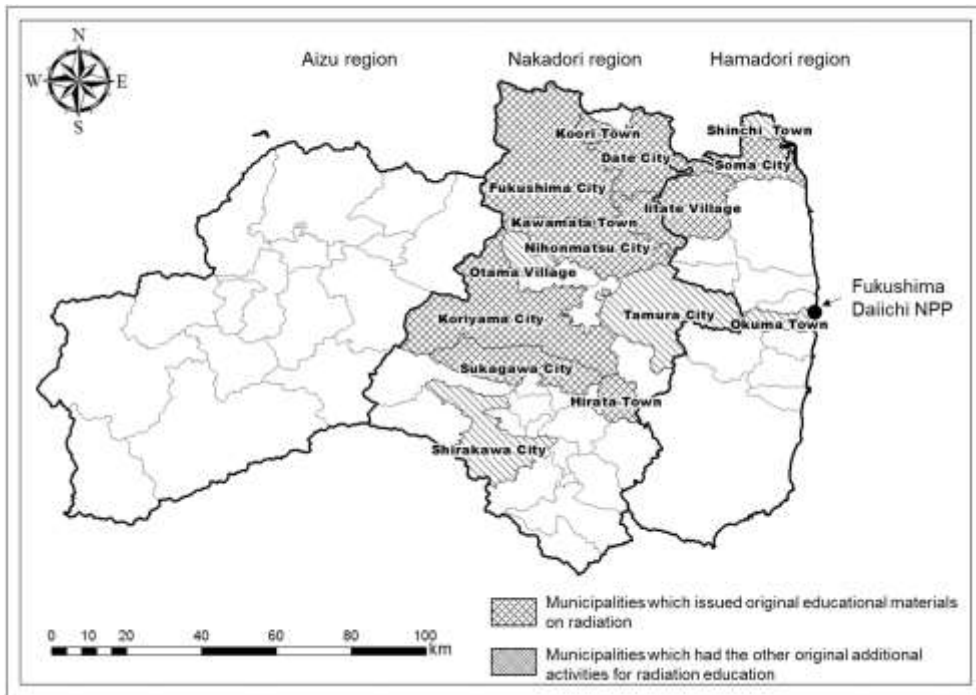 N
W E
S
Aizu region
Nakadori region
Hamadori region
Koori Town
Shinchi Town
Date City
Soma City
Fukushima City
Iitate Village
Kawamata Town
Nihonmatsu City
Otama Village
Fukushima
Daiichi NPP
Koriyama City
Tamura City
Okuma Town
Sukagawa City
Hirata Town
Shirakawa City
Municipalities which issued original educational materials
on radiation
0 10 20 40 60 80 100
km
Municipalities which had the other original additional
activities for radiation education